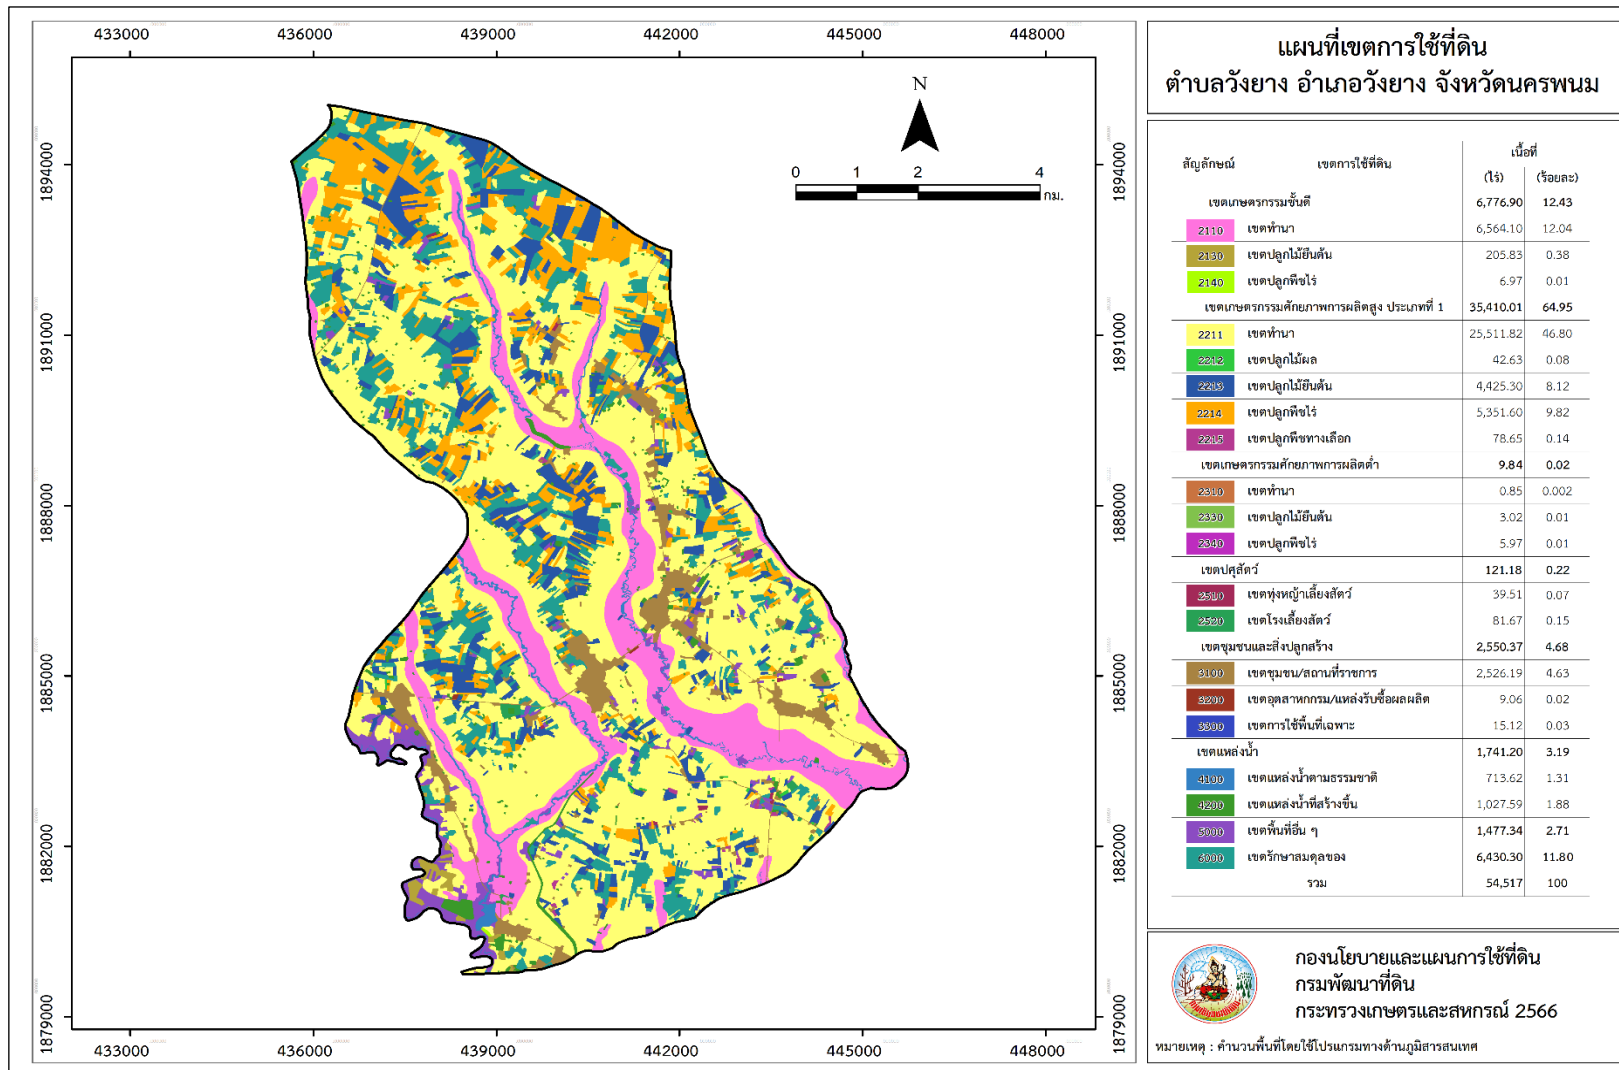 แผนที่เขตการใช้ที่ดิน
ตำบลวังยาง อำเภอวังยาง จังหวัดนครพนม
433000 436000 439000 442000 445000 448000
N
0 1 2 4
กม.
1894000 1894000
1891000 1891000
1888000 1888000
1885000 1885000
1882000 1882000
1879000 1879000
433000 436000 439000 442000 445000 448000
สัญลักษณ์ เขตการใช้ที่ดิน เนื้อที่
(ไร่) (ร้อยละ)
เขตเกษตรกรรมชั้นดี 6,776.90 12.43
2110 เขตทำนา 6,564.10 12.04
2130 เขตปลูกไม้ยืนต้น 205.83 0.38
2140 เขตปลูกพืชไร่ 6.97 0.01
เขตเกษตรกรรมศักยภาพการผลิตสูง ประเภทที่ 1 35,410.01 64.95
2211 เขตทำนา 25,511.82 46.80
2212 เขตปลูกไม้ผล 42.63 0.08
2213 เขตปลูกไม้ยืนต้น 4,425.30 8.12
2214 เขตปลูกพืชไร่ 5,351.60 9.82
2215 เขตปลูกพืชทางเลือก 78.65 0.14
เขตเกษตรกรรมศักยภาพการผลิตต่ำ 9.84 0.02
2310 เขตทำนา 0.85 0.002
2330 เขตปลูกไม้ยืนต้น 3.02 0.01
2340 เขตปลูกพืชไร่ 5.97 0.01
เขตปศุสัตว์ 121.18 0.22
2510 เขตทุ่งหญ้าเลี้ยงสัตว์ 39.51 0.07
2520 เขตโรงเลี้ยงสัตว์ 81.67 0.15
เขตชุมชนและสิ่งปลูกสร้าง 2,550.37 4.68
3100 เขตชุมชน/สถานที่ราชการ 2,526.19 4.63
3200 เขตอุตสาหกรรม/แหล่งรับซื้อผลผลิต 9.06 0.02
3300 เขตการใช้พื้นที่เฉพาะ 15.12 0.03
เขตแหล่งน้ำ 1,741.20 3.19
4100 เขตแหล่งน้ำตามธรรมชาติ 713.62 1.31
4200 เขตแหล่งน้ำที่สร้างขึ้น 1,027.59 1.88
5000 เขตพื้นที่อื่น ๆ 1,477.34 2.71
6000 เขตรักษาสมดุลของ 6,430.30 11.80
รวม 54,517 100
กองนโยบายและแผนการใช้ที่ดิน
กรมพัฒนาที่ดิน
กระทรวงเกษตรและสหกรณ์ 2566
หมายเหตุ : คำนวนพื้นที่โดยใช้โปรแกรมทางด้านภูมิสารสนเทศ